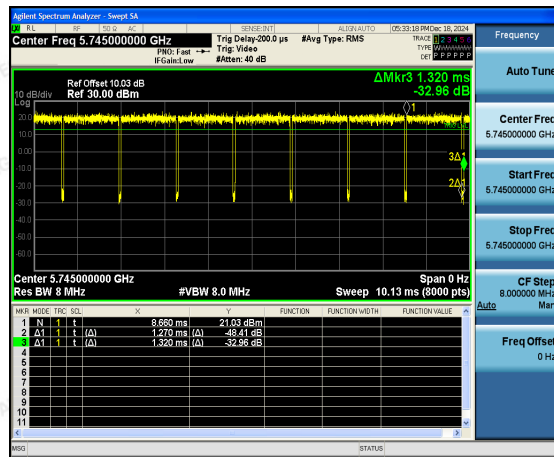 Agilent Spectrum Analyzer - Swept SA
LXI RL RF 50 Ω AC SENSE:INT ALIGN AUTO 05:33:18 PM Dec 18, 2024
Center Freq 5.745000000 GHz
PNO: Fast
IFGain:Low
Trig Delay-200.0 µs
Trig: Video
#Atten: 40 dB
#Avg Type: RMS
TRACE 1 2 3 4 5 6
TYPE WWWWWW
DET P P P P P P
Frequency
ΔMkr3 1.320 ms
-32.96 dB
Ref Offset 10.03 dB
10 dB/div Ref 30.00 dBm
Log
20.0
10.0
0.00
-10.0
-20.0
-30.0
-40.0
-50.0
-60.0
1
3Δ1
2Δ1
Auto Tune
Center Freq
5.745000000 GHz
Start Freq
5.745000000 GHz
Stop Freq
5.745000000 GHz
CF Step
8.000000 MHz
Auto Man
Freq Offset
0 Hz
Center 5.745000000 GHz Span 0 Hz
Res BW 8 MHz #VBW 8.0 MHz Sweep 10.13 ms (8000 pts)
MKR MODE TRC SCL X Y FUNCTION FUNCTION WIDTH FUNCTION VALUE
1 N 1 t 8.660 ms 21.03 dBm
2 Δ1 1 t (Δ) 1.270 ms (Δ) -48.41 dB
3 Δ1 1 t (Δ) 1.320 ms (Δ) -32.96 dB
4
5
6
7
8
9
10
11
MSG STATUS